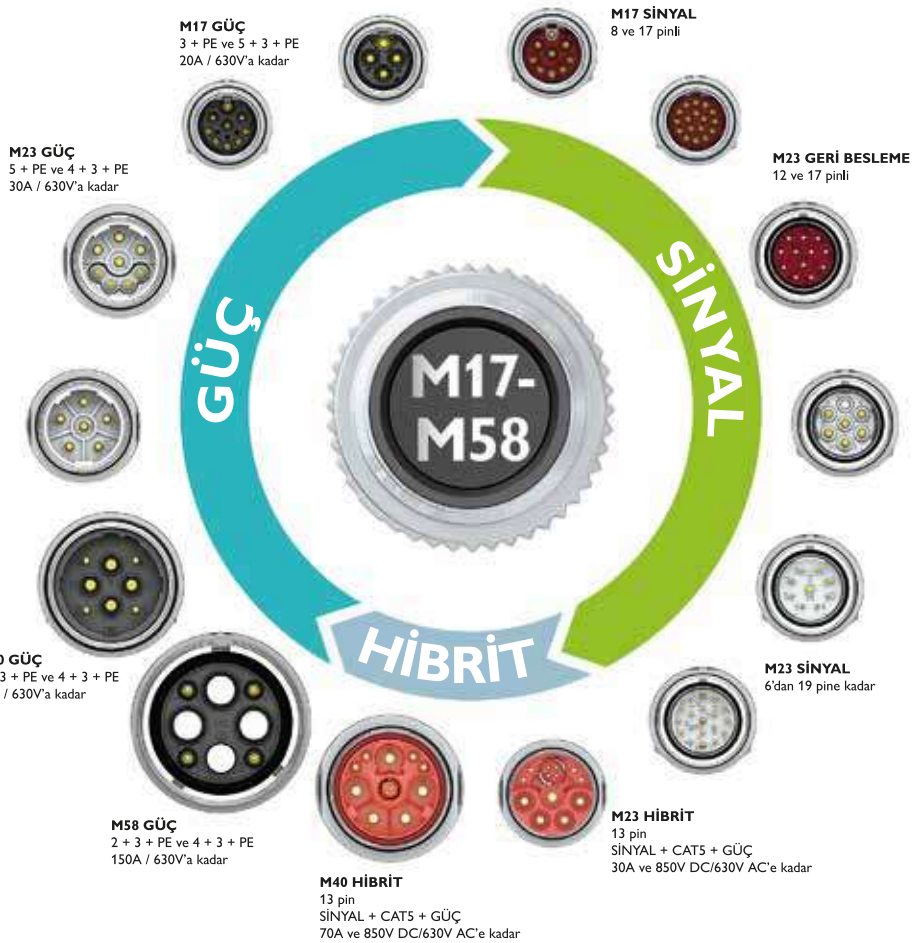 M17 GÜÇ
3 + PE ve 5 + 3 + PE
20A / 630V'a kadar
M17 SİNYAL
8 ve 17 pinli
M23 GÜÇ
5 + PE ve 4 + 3 + PE
30A / 630V'a kadar
M23 GERİ BESLEME
12 ve 17 pinli
GÜÇ
SİNYAL
M17-
M58
HİBRİT
0 GÜÇ
3 + PE ve 4 + 3 + PE
/ 630V'a kadar
M23 SİNYAL
6'dan 19 pine kadar
M58 GÜÇ
2 + 3 + PE ve 4 + 3 + PE
150A / 630V'a kadar
M23 HİBRİT
13 pin
SİNYAL + CAT5 + GÜÇ
30A ve 850V DC/630V AC'e kadar
M40 HİBRİT
13 pin
SİNYAL + CAT5 + GÜÇ
70A ve 850V DC/630V AC'e kadar